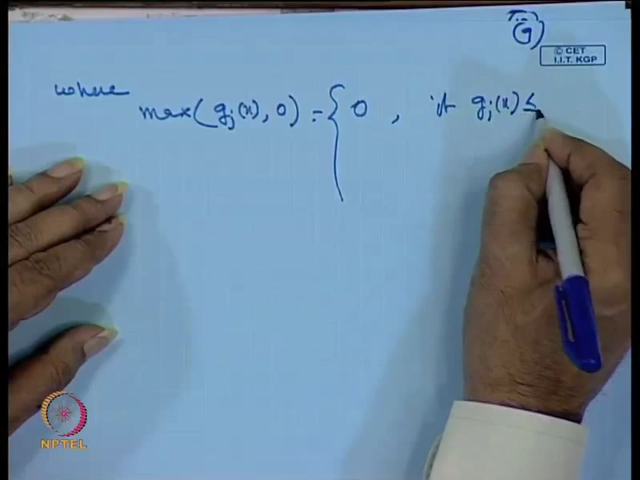 G
© CET
I.I.T. KGP
where
max(gj(x), 0) = { 0 , if gj(x) ≤
NPTEL